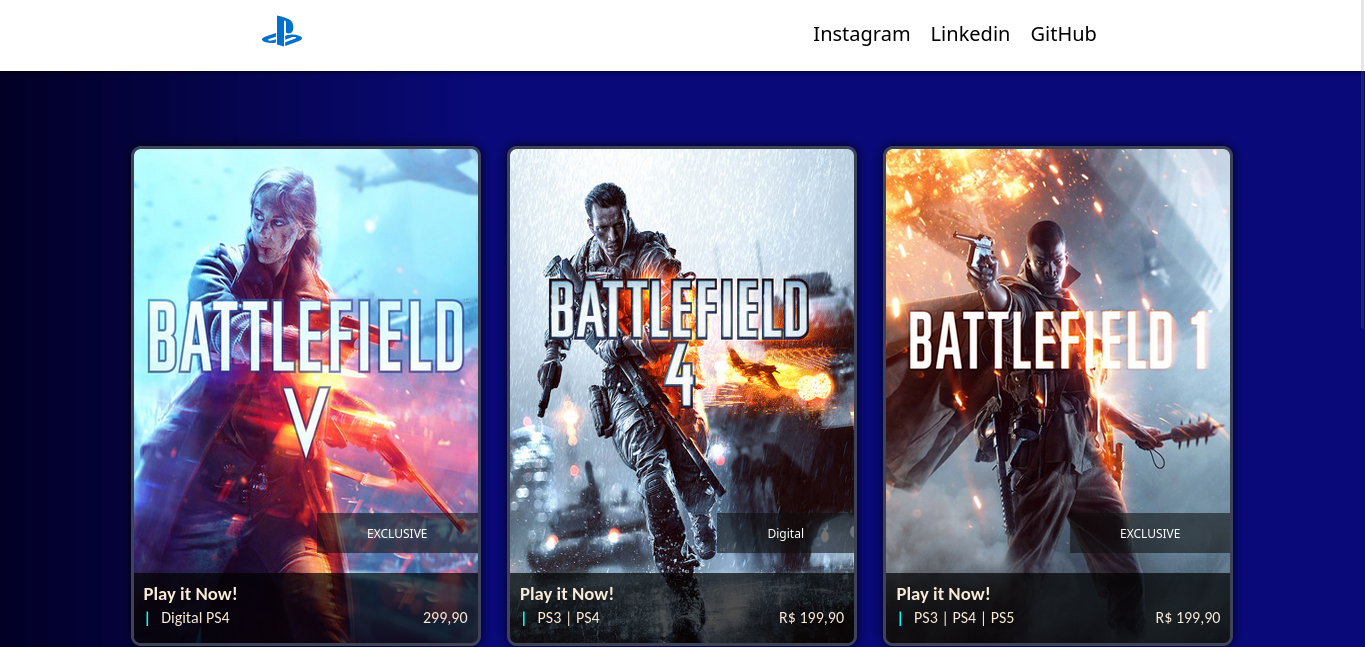 Instagram Linkedin GitHub
BATTLEFIELD
V
EXCLUSIVE
Play it Now!
| Digital PS4 299,90
BATTLEFIELD
4
Digital
Play it Now!
| PS3 | PS4 R$ 199,90
BATTLEFIELD 1
EXCLUSIVE
Play it Now!
| PS3 | PS4 | PS5 R$ 199,90